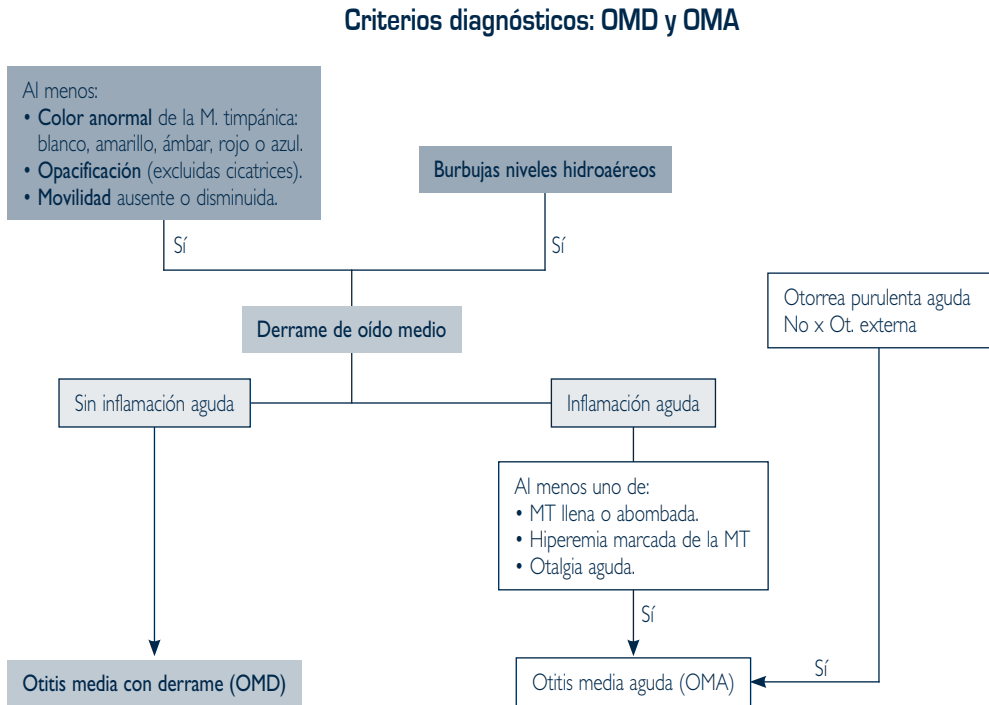 Criterios diagnósticos: OMD y OMA
Al menos:
• Color anormal de la M. timpánica:
blanco, amarillo, ámbar, rojo o azul.
• Opacificación (excluidas cicatrices).
• Movilidad ausente o disminuida.
Burbujas niveles hidroaéreos
Sí
Sí
Otorrea purulenta aguda
No x Ot. externa
Derrame de oído medio
Sin inflamación aguda
Inflamación aguda
Al menos uno de:
• MT llena o abombada.
• Hiperemia marcada de la MT
• Otalgia aguda.
Sí
Otitis media con derrame (OMD)
Otitis media aguda (OMA)
Sí